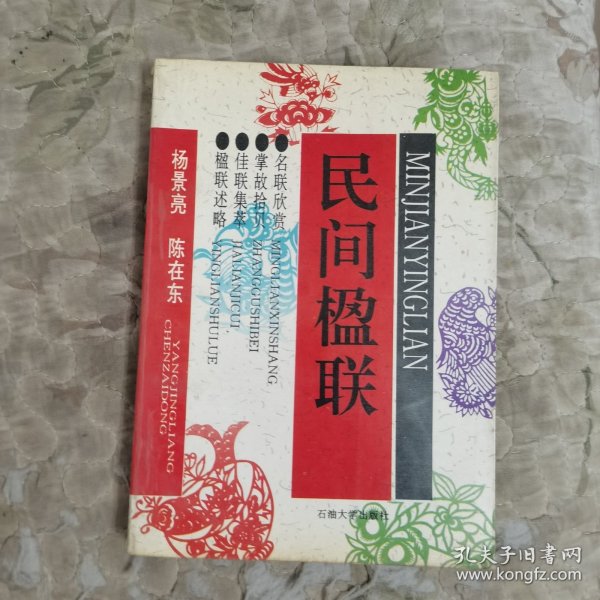 民间楹联
MINJIANYINGLIAN
名联欣赏 MINGLIANXINSHANG
掌故拾贝 ZHANGGUSHIBEI
佳联集萃 JIALIANJICUI
楹联述略 YINGLIANSHULUE
杨景亮 陈在东
YANGJINGLIANG
CHENZAIDONG
石油大学出版社
孔夫子旧书网
www.kongfz.com